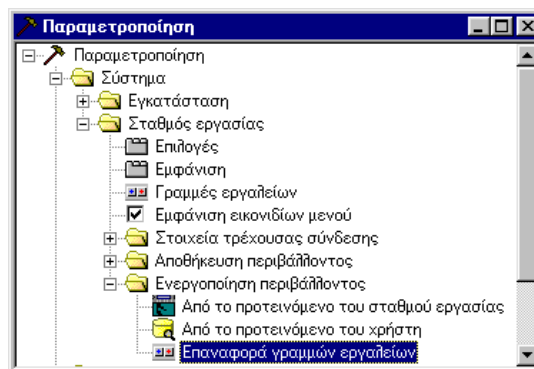 Παραμετροποίηση
Παραμετροποίηση
Σύστημα
Εγκατάσταση
Σταθμός εργασίας
Επιλογές
Εμφάνιση
Γραμμές εργαλείων
Εμφάνιση εικονιδίων μενού
Στοιχεία τρέχουσας σύνδεσης
Αποθήκευση περιβάλλοντος
Ενεργοποίηση περιβάλλοντος
Από το προτεινόμενο του σταθμού εργασίας
Από το προτεινόμενο του χρήστη
Επαναφορά γραμμών εργαλείων